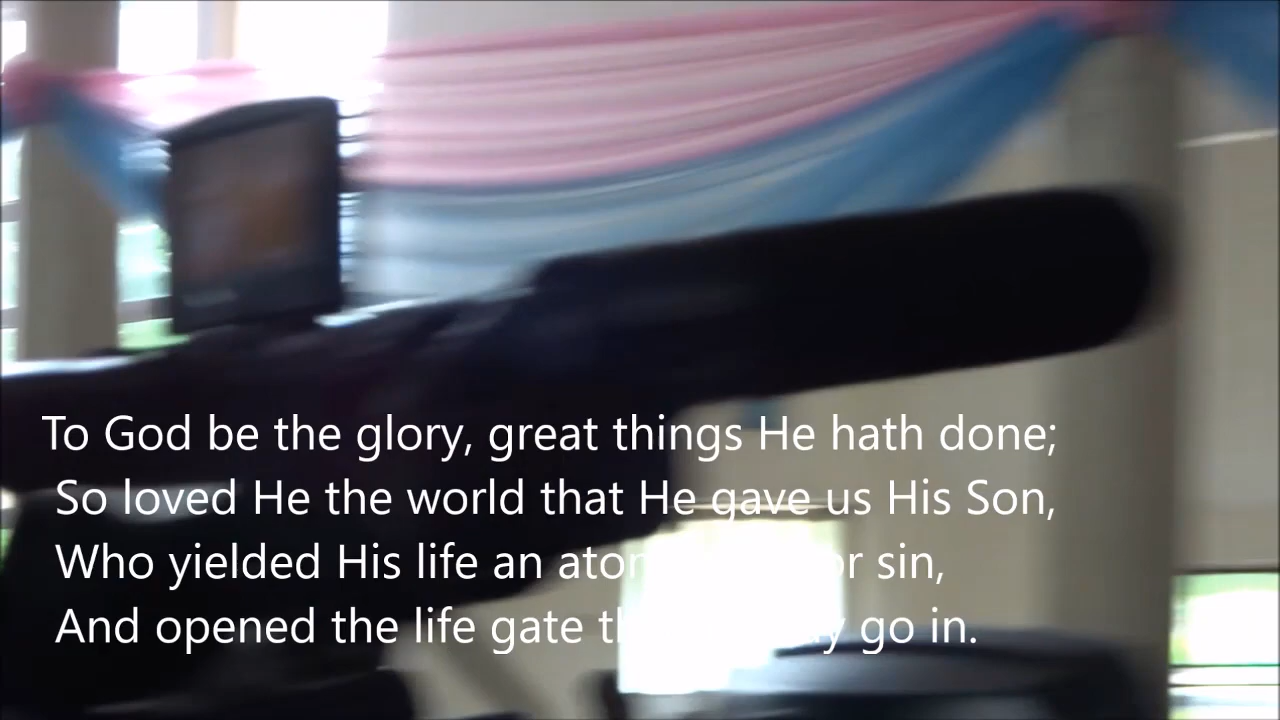 To God be the glory, great things He hath done;
So loved He the world that He gave us His Son,
Who yielded His life an sin,
And opened the life gate go in.